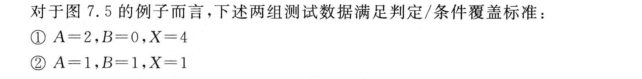 对于图 7.5 的例子而言,下述两组测试数据满足判定/条件覆盖标准:
① A=2,B=0,X=4
② A=1,B=1,X=1